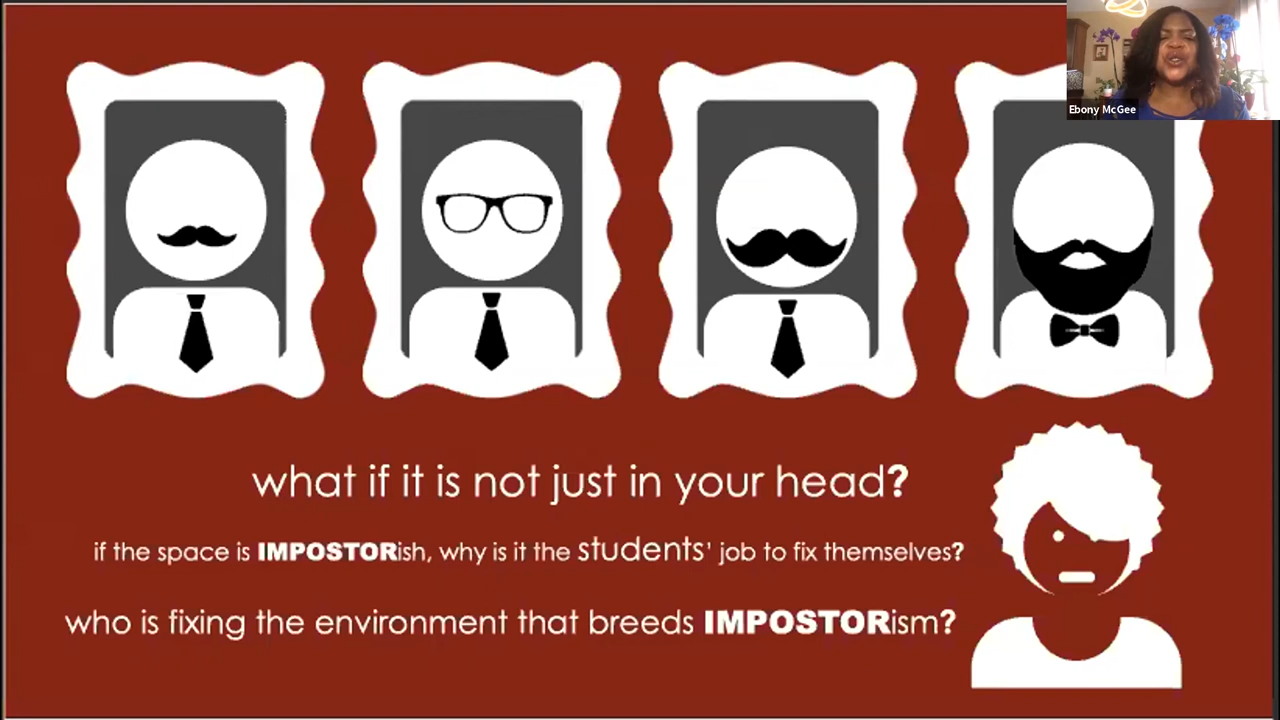 Ebony McGee
what if it is not just in your head?
if the space is IMPOSTORish, why is it the students' job to fix themselves?
who is fixing the environment that breeds IMPOSTORism?